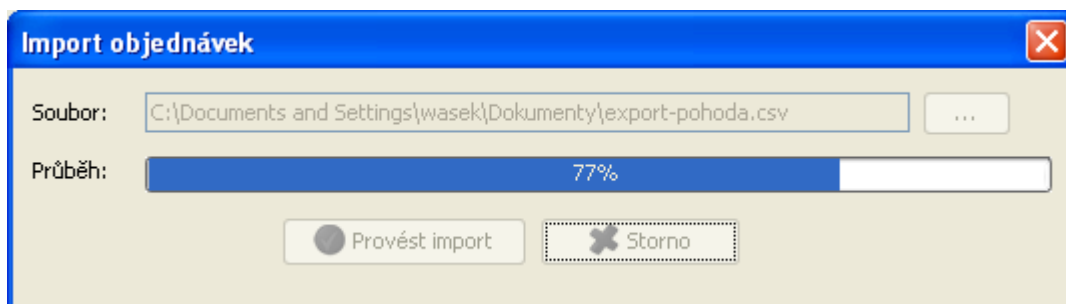 Import objednávek
Soubor: C:\Documents and Settings\wasek\Dokumenty\export-pohoda.csv ...
Průběh: 77%
Provést import Storno